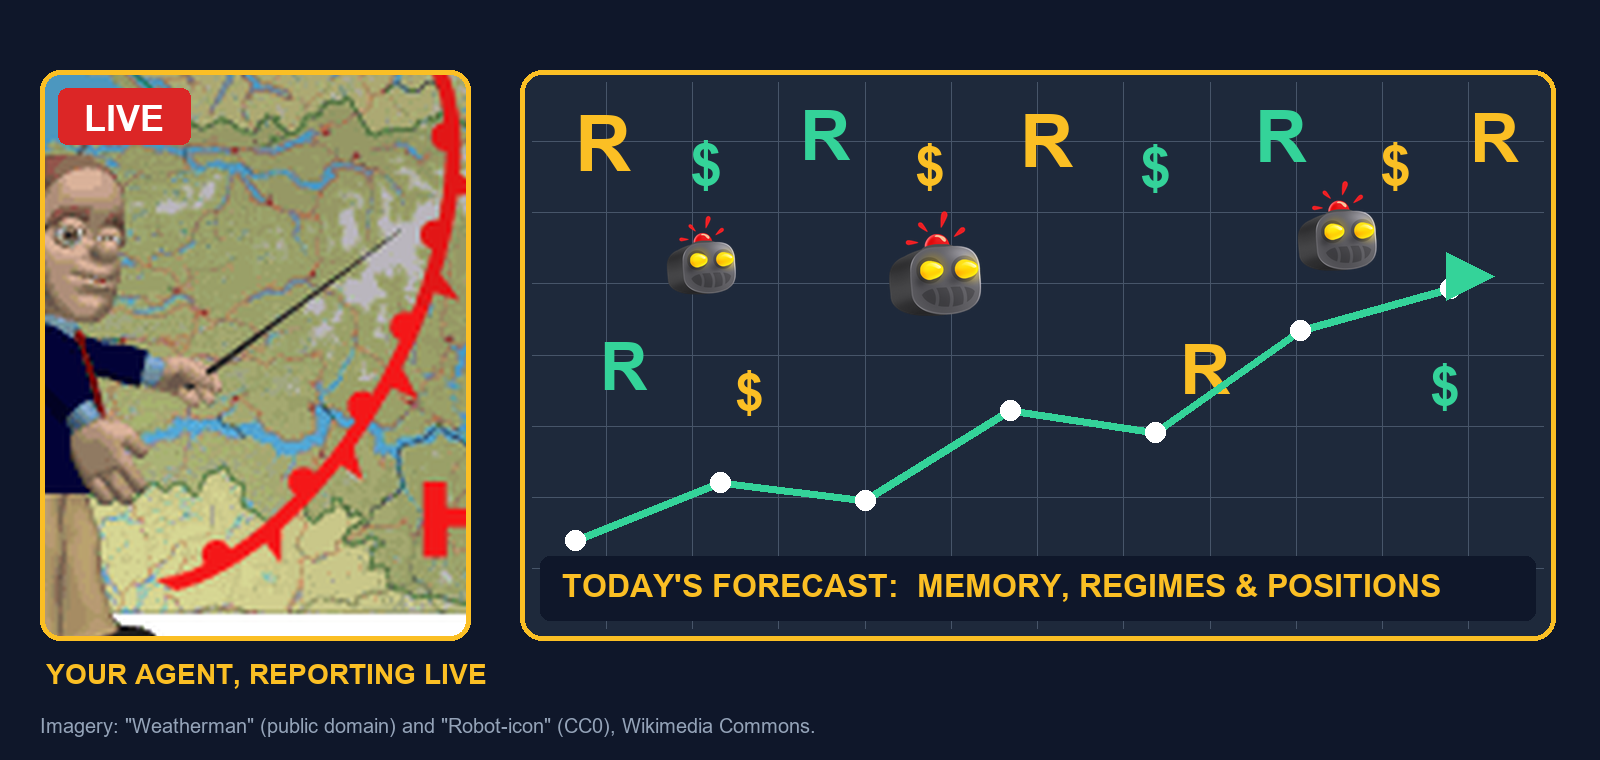 LIVE
R $ R $ R $ R $ R
R $ R $
H
TODAY'S FORECAST: MEMORY, REGIMES & POSITIONS
YOUR AGENT, REPORTING LIVE
Imagery: "Weatherman" (public domain) and "Robot-icon" (CC0), Wikimedia Commons.